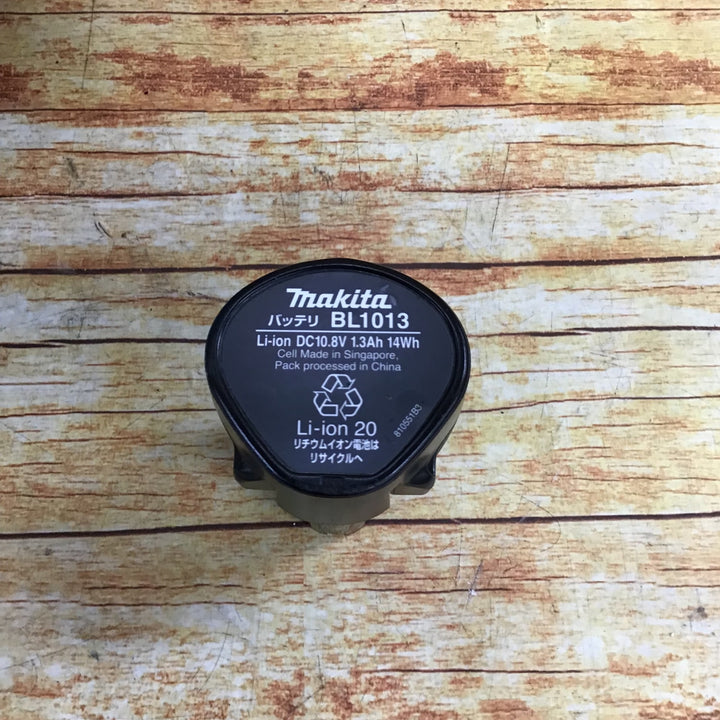 makita
バッテリ BL1013
Li-ion DC10.8V 1.3Ah 14Wh
Cell Made in Singapore,
Pack processed in China
Li-ion 20
リチウムイオン電池は
リサイクルへ
810551B3